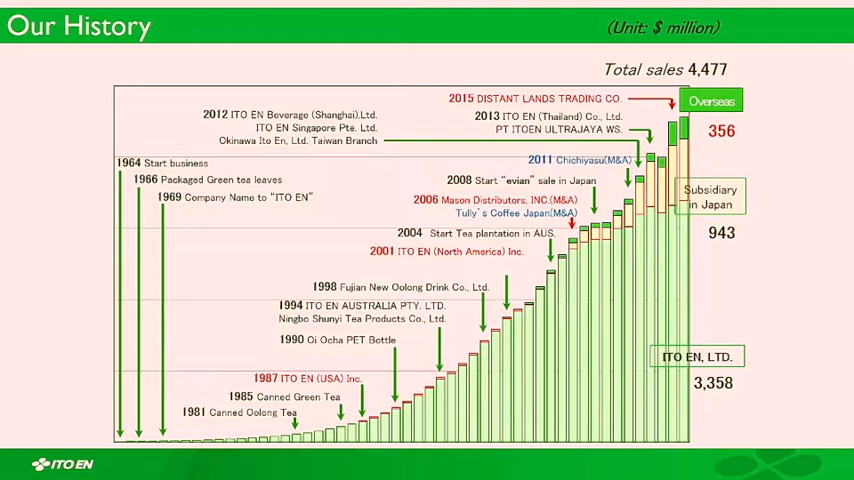 Our History
(Unit: $ million)
Total sales 4,477
2015 DISTANT LANDS TRADING CO.
Overseas
2012 ITO EN Beverage (Shanghai).Ltd.
ITO EN Singapore Pte. Ltd.
Okinawa Ito En, Ltd. Taiwan Branch
2013 ITO EN (Thailand) Co., Ltd.
PT ITOEN ULTRAJAYA WS.
356
1964 Start business
2011 Chichiyasu(M&A)
1966 Packaged Green tea leaves
2008 Start "evian" sale in Japan
Subsidiary
in Japan
1969 Company Name to "ITO EN"
2006 Mason Distributors, INC.(M&A)
Tully's Coffee Japan(M&A)
2004 Start Tea plantation in AUS.
943
2001 ITO EN (North America) Inc.
1998 Fujian New Oolong Drink Co., Ltd.
1994 ITO EN AUSTRALIA PTY. LTD.
Ningbo Shunyi Tea Products Co., Ltd.
1990 Oi Ocha PET Bottle
ITO EN, LTD.
1987 ITO EN (USA) Inc.
3,358
1985 Canned Green Tea
1981 Canned Oolong Tea
ITO EN